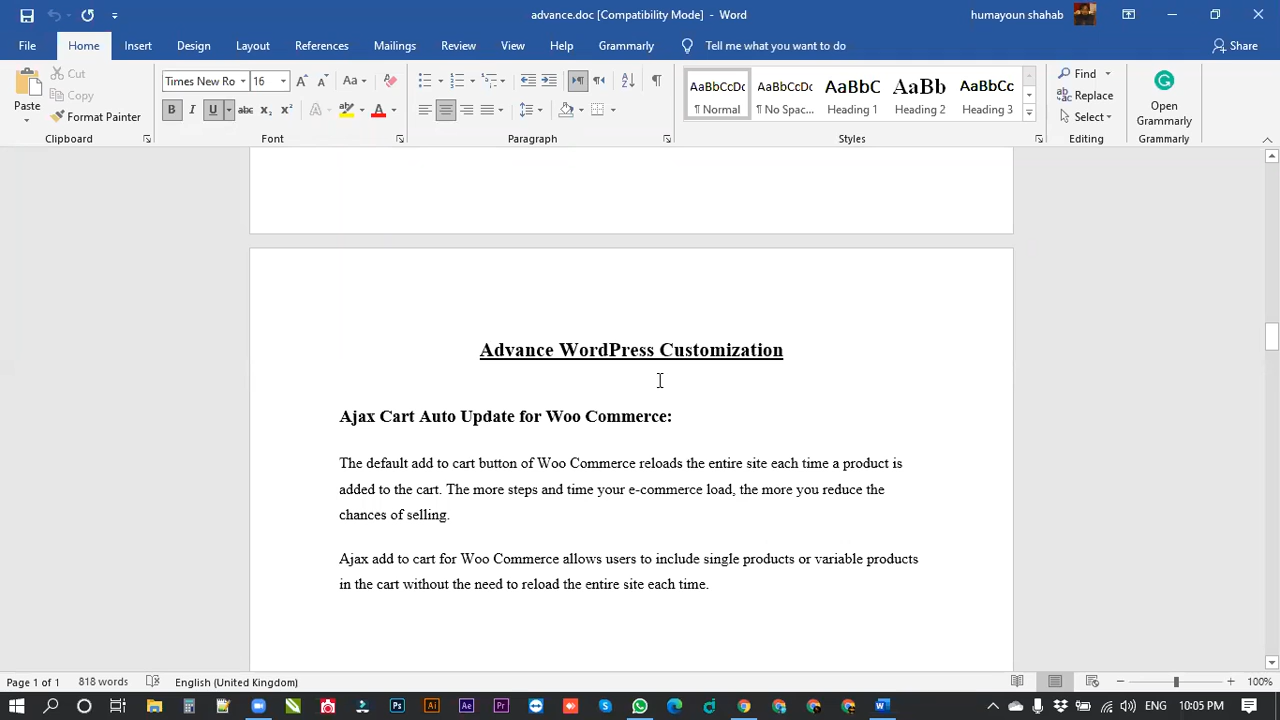 advance.doc [Compatibility Mode] - Word
humayoun shahab
File Home Insert Design Layout References Mailings Review View Help Grammarly Tell me what you want to do Share
Paste
Cut
Copy
Format Painter
Clipboard
Times New Ro 16
Font
Paragraph
AaBbCcDc AaBbCcDc AaBbC AaBb AaBbC
¶ Normal ¶ No Spac... Heading 1 Heading 2 Heading 3
Styles
Find
Replace
Select
Editing
Open
Grammarly
Grammarly
Advance WordPress Customization
Ajax Cart Auto Update for Woo Commerce:
The default add to cart button of Woo Commerce reloads the entire site each time a product is
added to the cart. The more steps and time your e-commerce load, the more you reduce the
chances of selling.
Ajax add to cart for Woo Commerce allows users to include single products or variable products
in the cart without the need to reload the entire site each time.
Page 1 of 1 818 words English (United Kingdom) 100%
ENG 10:05 PM